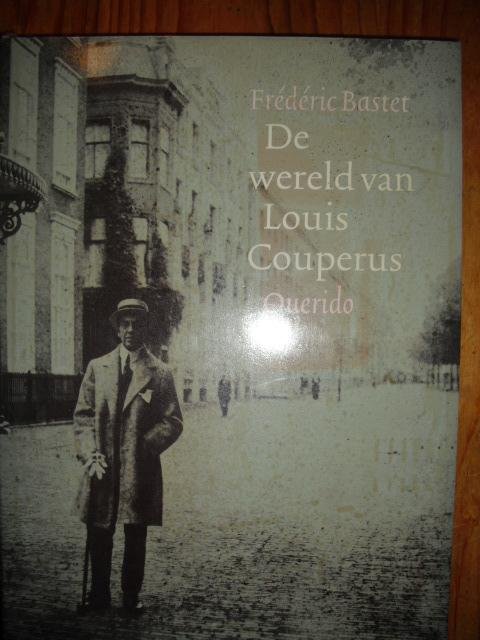 Frédéric Bastet
De
wereld van
Louis
Couperus
Querido